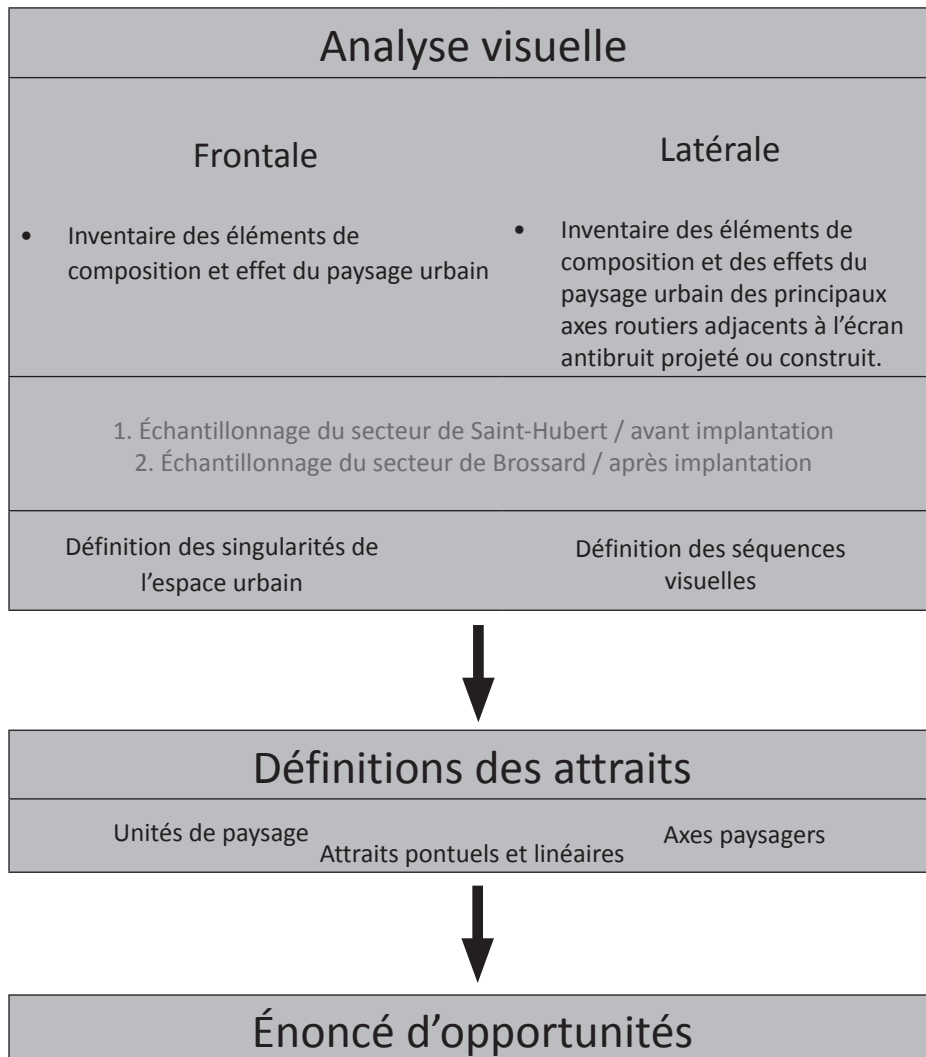 Analyse visuelle
Frontale
• Inventaire des éléments de
composition et effet du paysage urbain
Latérale
• Inventaire des éléments de
composition et des effets du
paysage urbain des principaux
axes routiers adjacents à l’écran
antibruit projeté ou construit.
1. Échantillonnage du secteur de Saint-Hubert / avant implantation
2. Échantillonnage du secteur de Brossard / après implantation
Définition des singularités de
l’espace urbain
Définition des séquences
visuelles
Définitions des attraits
Unités de paysage
Attraits pontuels et linéaires
Axes paysagers
Énoncé d’opportunités